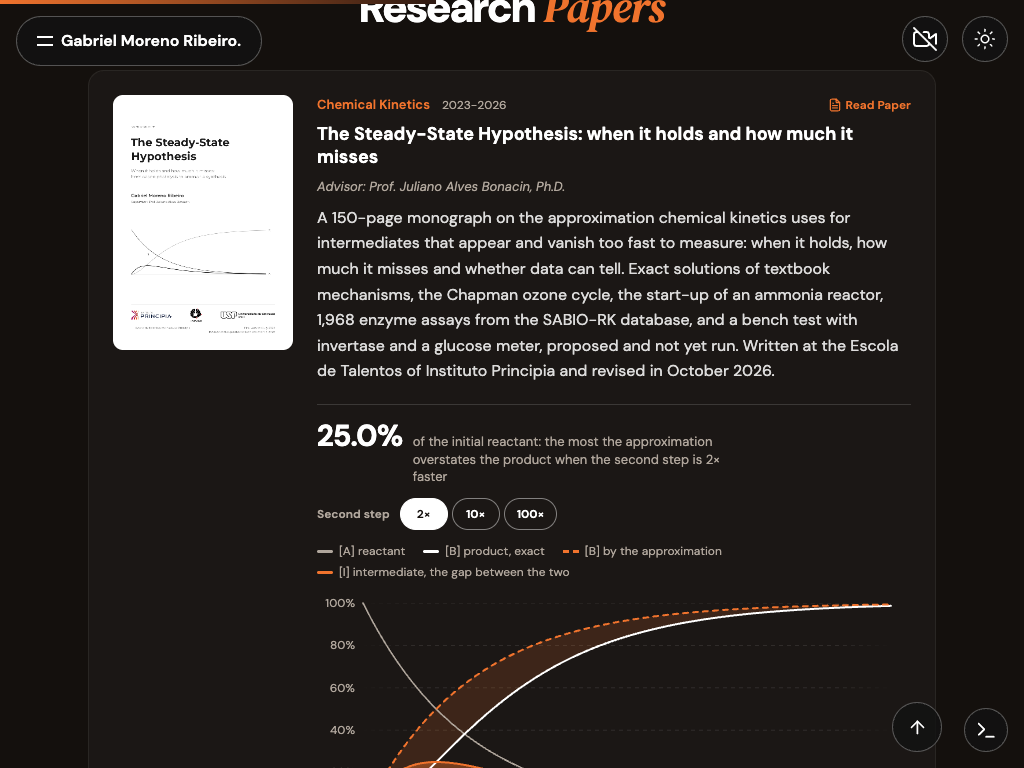 Research Papers
Gabriel Moreno Ribeiro.
The Steady-State
Hypothesis
Gabriel Moreno Ribeiro
PRINCIPIA
USP
Chemical Kinetics 2023-2026
Read Paper
The Steady-State Hypothesis: when it holds and how much it
misses
Advisor: Prof. Juliano Alves Bonacin, Ph.D.
A 150-page monograph on the approximation chemical kinetics uses for
intermediates that appear and vanish too fast to measure: when it holds, how
much it misses and whether data can tell. Exact solutions of textbook
mechanisms, the Chapman ozone cycle, the start-up of an ammonia reactor,
1,968 enzyme assays from the SABIO-RK database, and a bench test with
invertase and a glucose meter, proposed and not yet run. Written at the Escola
de Talentos of Instituto Principia and revised in October 2026.
25.0% of the initial reactant: the most the approximation
overstates the product when the second step is 2×
faster
Second step 2× 10× 100×
[A] reactant [B] product, exact [B] by the approximation
[I] intermediate, the gap between the two
100%
80%
60%
40%